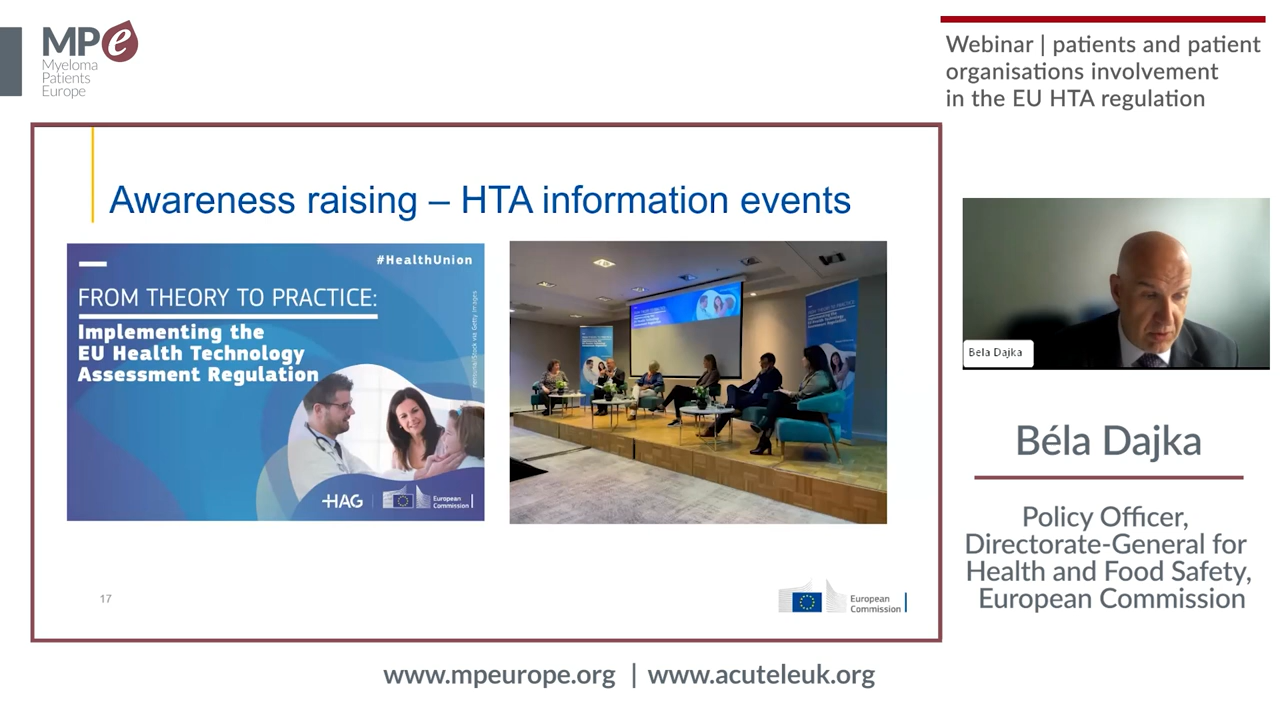 MPe
Myeloma
Patients
Europe
Webinar | patients and patient
organisations involvement
in the EU HTA regulation
Awareness raising – HTA information events
#HealthUnion
FROM THEORY TO PRACTICE:
Implementing the
EU Health Technology
Assessment Regulation
HAG
European
Commission
17
European
Commission
Bela Dajka
Béla Dajka
Policy Officer,
Directorate-General for
Health and Food Safety,
European Commission
www.mpeurope.org | www.acuteleuk.org